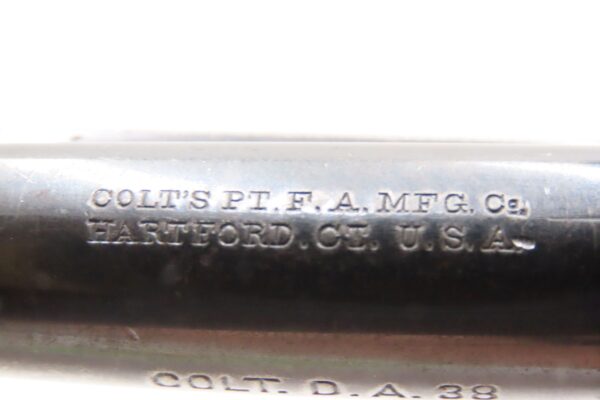 COLT'S PT. F. A. MFG. Co.
HARTFORD. CT. U. S. A.
COLT. D. A. 38